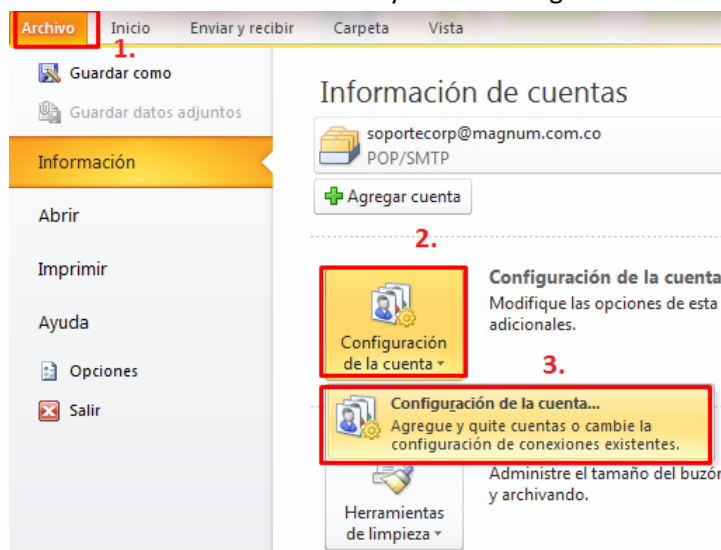 Archivo Inicio Enviar y recibir Carpeta Vista
1.
Guardar como
Guardar datos adjuntos
Información
Abrir
Imprimir
Ayuda
Opciones
Salir
Información de cuentas
soportecorp@magnum.com.co
POP/SMTP
Agregar cuenta
2.
Configuración
de la cuenta
Configuración de la cuenta
Modifique las opciones de esta
adicionales.
3.
Configuración de la cuenta...
Agregue y quite cuentas o cambie la
configuración de conexiones existentes.
Herramientas
de limpieza
Administre el tamaño del buzón
y archivando.